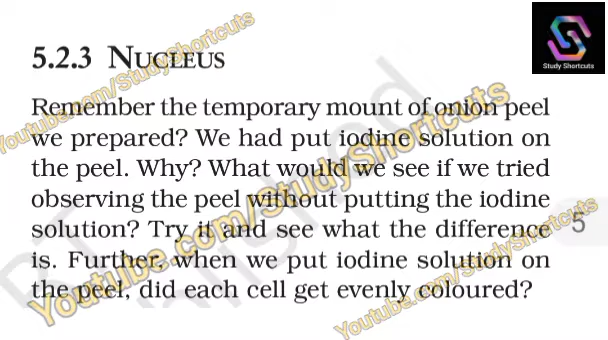 Study Shortcuts
5.2.3 NUCLEUS
Remember the temporary mount of onion peel
we prepared? We had put iodine solution on
the peel. Why? What would we see if we tried
observing the peel without putting the iodine
solution? Try it and see what the difference
is. Further, when we put iodine solution on
the peel, did each cell get evenly coloured?
5
Youtube.com/StudyShortcuts
Youtube.com/StudyShortcuts
Youtube.com/StudyShortcuts